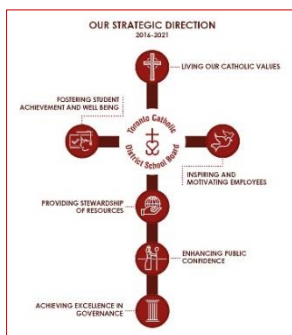 OUR STRATEGIC DIRECTION
2016-2021
LIVING OUR CATHOLIC VALUES
FOSTERING STUDENT
ACHIEVEMENT AND WELL BEING
Toronto Catholic
District School Board
INSPIRING AND
MOTIVATING EMPLOYEES
PROVIDING STEWARDSHIP
OF RESOURCES
ENHANCING PUBLIC
CONFIDENCE
ACHIEVING EXCELLENCE IN
GOVERNANCE